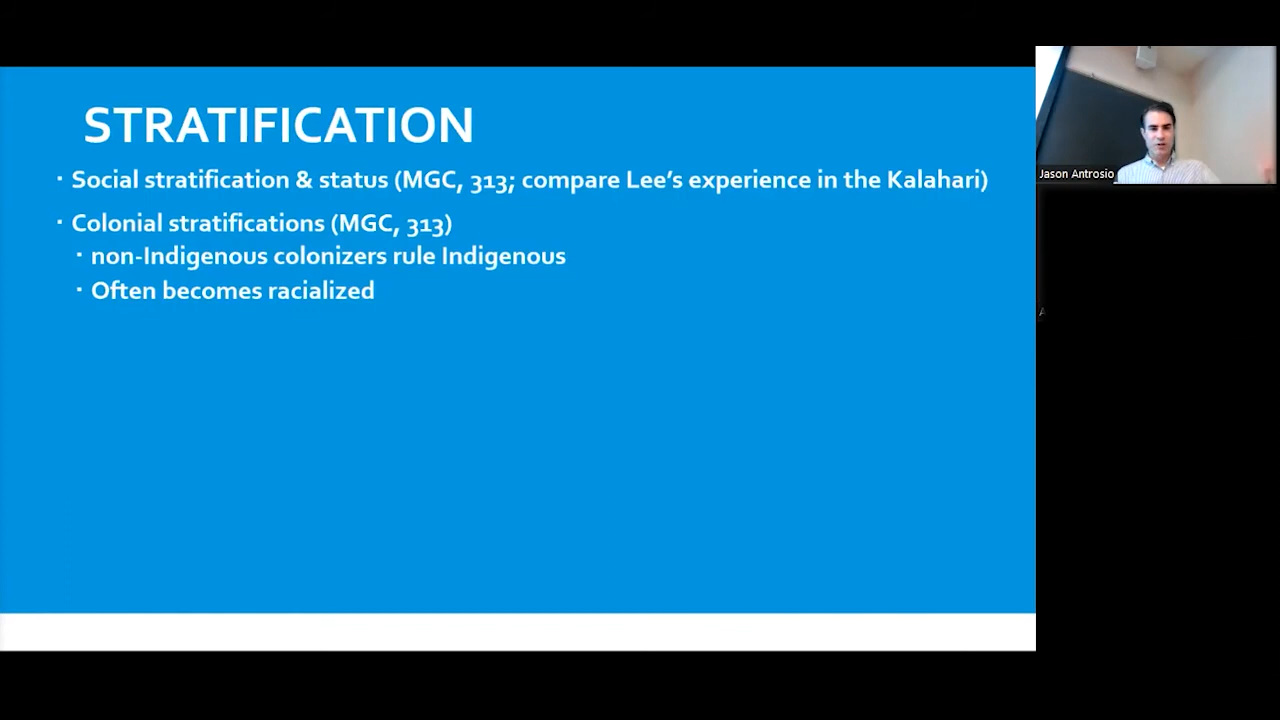 STRATIFICATION
· Social stratification & status (MGC, 313; compare Lee's experience in the Kalahari)
· Colonial stratifications (MGC, 313)
· non-Indigenous colonizers rule Indigenous
· Often becomes racialized
Jason Antrosio
A